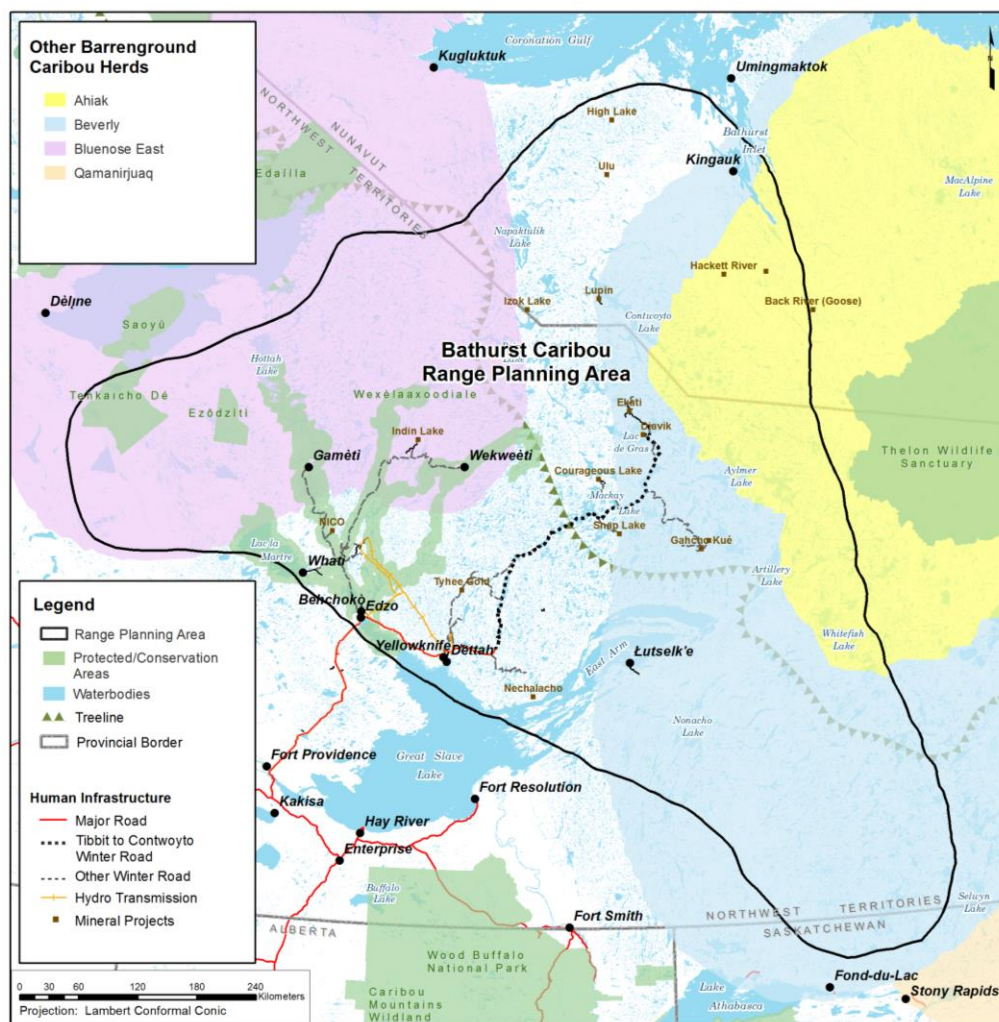 Other Barrenground
Caribou Herds
Ahiak
Beverly
Bluenose East
Qamanirjuaq
Coronation Gulf
Kugluktuk
Umingmaktok
High Lake
Bathurst
Inlet
Kingauk
Ulu
NUNAVUT
NORTHWEST TERRITORIES
Edaı́ı́la
MacAlpine
Lake
Napaktulik
Lake
Hackett River
Back River (Goose)
Lupin
Izok Lake
Contwoyto
Lake
Dèlı̨ne
Saoyú
Bathurst Caribou
Range Planning Area
Hottah
Lake
Tenkaıcho Dé
Ezǫ̀dzìti
Wexèlaaxoodiale
Ekati
Diavik
Lac
de Gras
Indin Lake
Thelon Wildlife
Sanctuary
Gamètì
Wekweètì
Courageous Lake
Aylmer
Lake
Mackay
Lake
NICO
Snap Lake
Gahcho Kué
Lac la
Martre
Whatì
Artillery
Lake
Tyhee Gold
Behchokǫ̀
Edzo
Whitefish
Lake
Yellowknife
Dettah
Łutselk'e
East Arm
Nechalacho
Nonacho
Lake
Legend
Range Planning Area
Protected/Conservation
Areas
Waterbodies
Treeline
Provincial Border
Human Infrastructure
Major Road
Tibbit to Contwoyto
Winter Road
Other Winter Road
Hydro Transmission
Mineral Projects
Fort Providence
Great Slave
Lake
Kakisa
Fort Resolution
Hay River
Enterprise
Buffalo
Lake
Selwyn
Lake
NORTHWEST TERRITORIES
SASKATCHEWAN
ALBERTA
Fort Smith
Wood Buffalo
National Park
Caribou
Mountains
Wildland
Fond-du-Lac
Lake
Athabasca
Stony Rapids
0 30 60 120 180 240
Kilometers
Projection: Lambert Conformal Conic
N